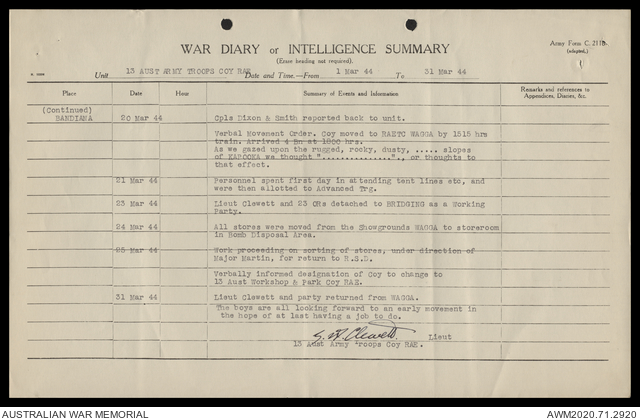 WAR DIARY or INTELLIGENCE SUMMARY
(Erase heading not required).
Army Form C. 2118.
(adapted.)
Unit 13 AUST ARMY TROOPS COY RAE Date and Time.—From 1 Mar 44 To 31 Mar 44
Place Date Hour Summary of Events and Information Remarks and references to Appendices, Diaries, &c.
(Continued)
BANDIANA 20 Mar 44 Cpls Dixon & Smith reported back to unit.
Verbal Movement Order. Coy moved to RAETC WAGGA by 1515 hrs
train. Arrived 4 Bn at 1800 hrs.
As we gazed upon the rugged, rocky, dusty, ..... slopes
of KAPOOKA we thought "..............", or thoughts to
that effect.
21 Mar 44 Personnel spent first day in attending tent lines etc, and
were then allotted to Advanced Trg.
23 Mar 44 Lieut Clewett and 23 ORs detached to BRIDGING as a Working
Party.
24 Mar 44 All stores were moved from the Showgrounds WAGGA to storeroom
in Bomb Disposal Area.
25 Mar 44 Work proceeding on sorting of stores, under direction of
Major Martin, for return to R.S.D.
Verbally informed designation of Coy to change to
13 Aust Workshop & Park Coy RAE.
31 Mar 44 Lieut Clewett and party returned from WAGGA.
The boys are all looking forward to an early movement in
the hope of at last having a job to do.
Clewett Lieut
13 Aust Army Troops Coy RAE.
AUSTRALIAN WAR MEMORIAL AWM2020.71.2920